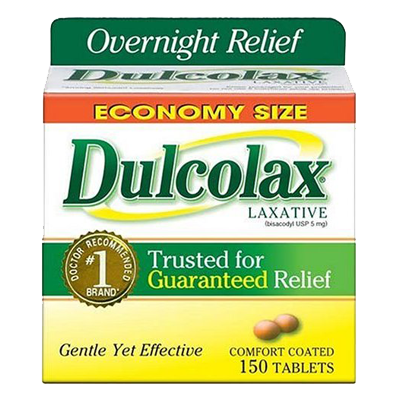 Overnight Relief
Dulcolax®
ECONOMY SIZE
Dulcolax®
LAXATIVE
(bisacodyl USP 5 mg)
DOCTOR RECOMMENDED
#1
BRAND
Trusted for
Guaranteed Relief
Gentle Yet Effective
COMFORT COATED
150 TABLETS